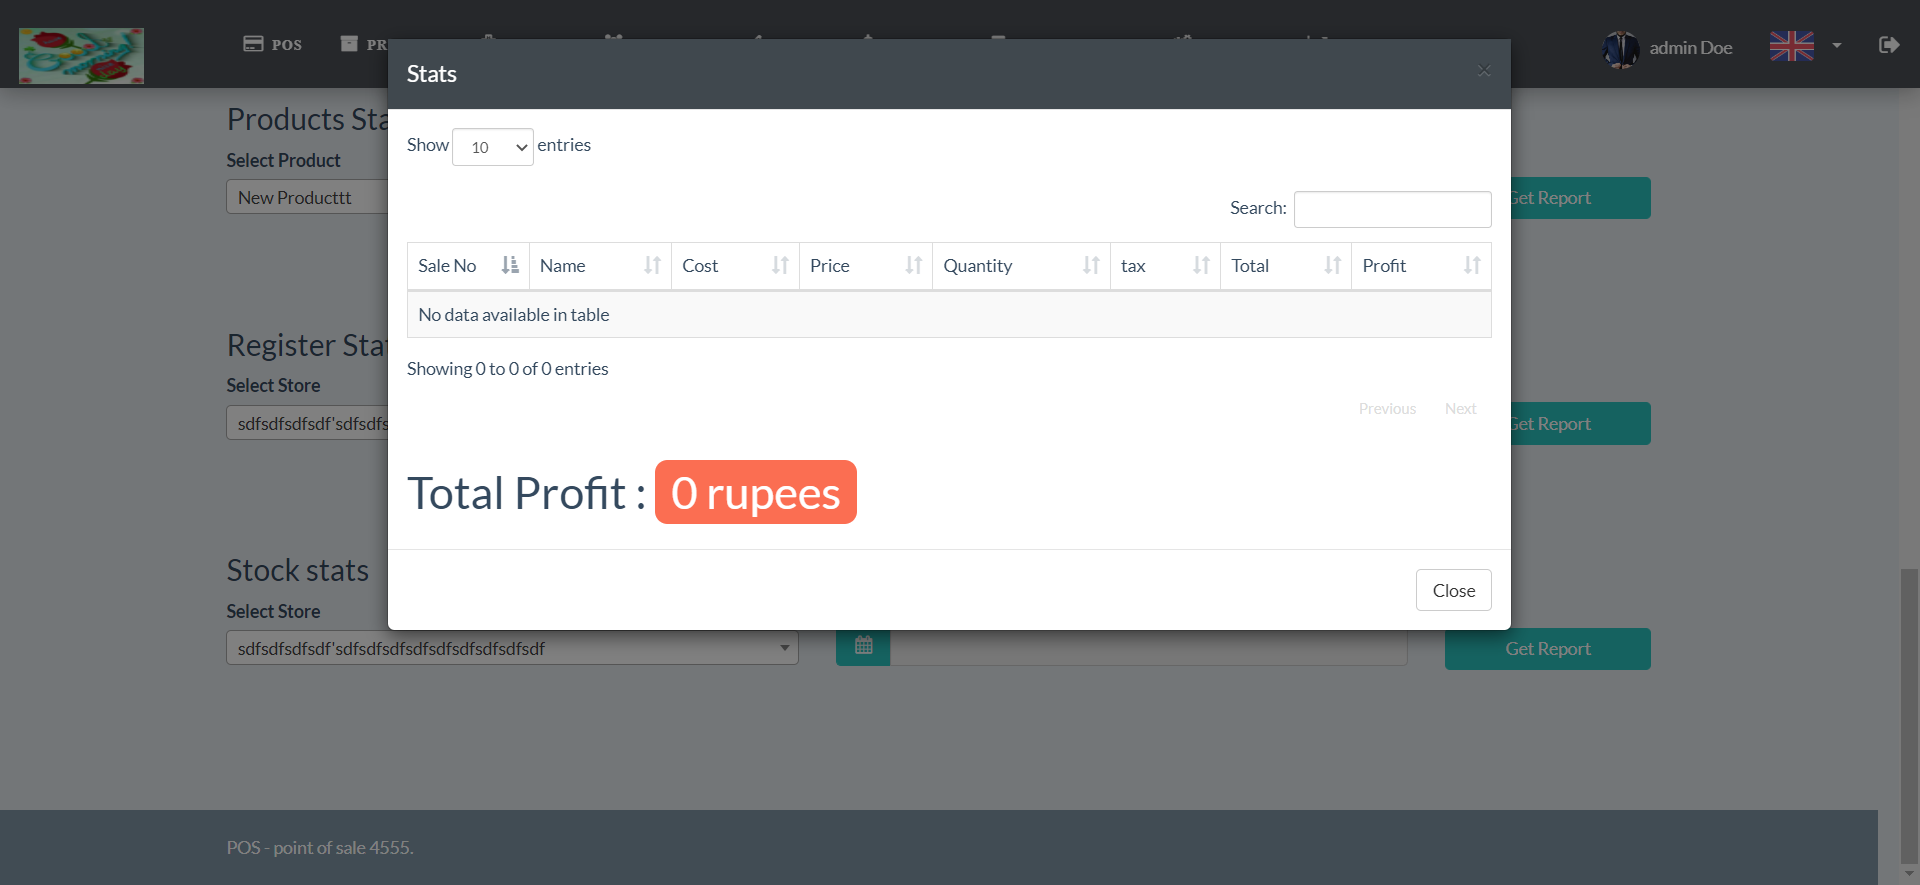 POS PR
admin Doe
Stats ×
Show 10 entries
Search:
Sale No Name Cost Price Quantity tax Total Profit
No data available in table
Showing 0 to 0 of 0 entries
Previous Next
Total Profit : 0 rupees
Close
Products Sta
Select Product
New Producttt
Get Report
Register Sta
Select Store
sdfsdfsdfsdf'sdfsdfs
Get Report
Stock stats
Select Store
sdfsdfsdfsdf'sdfsdfsdfsdfsdfsdfsdfsdfsdf
Get Report
POS - point of sale 4555.